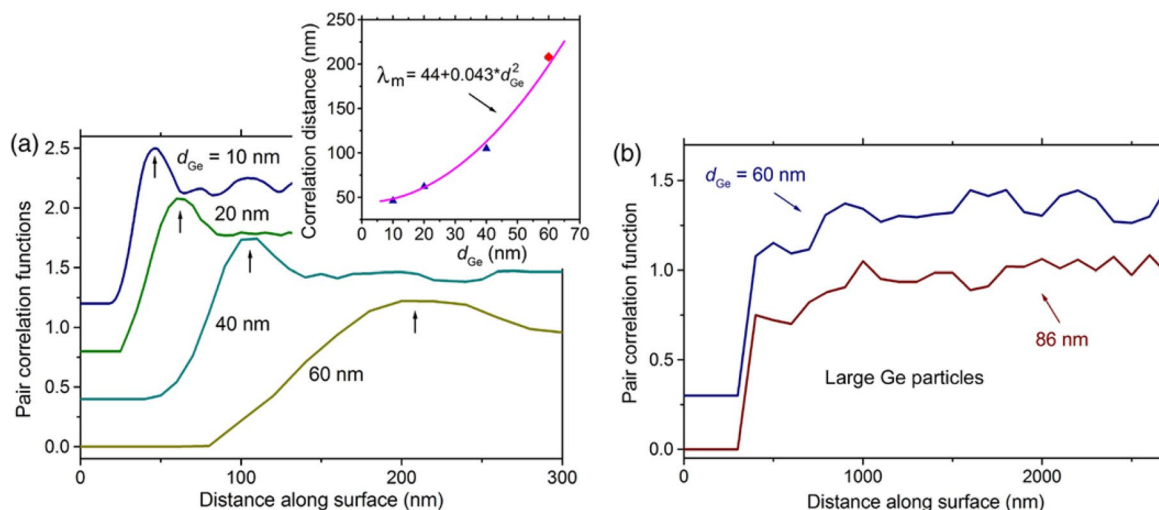 (a)
Pair correlation functions
2.5
2.0
1.5
1.0
0.5
0.0
0
100
200
300
Distance along surface (nm)
d_Ge = 10 nm
20 nm
40 nm
60 nm
Correlation distance (nm)
250
200
150
100
50
0 10 20 30 40 50 60 70
d_Ge (nm)
λ_m = 44+0.043*d²_Ge
(b)
Pair correlation function
1.5
1.0
0.5
0.0
0
1000
2000
Distance along surface (nm)
d_Ge = 60 nm
86 nm
Large Ge particles